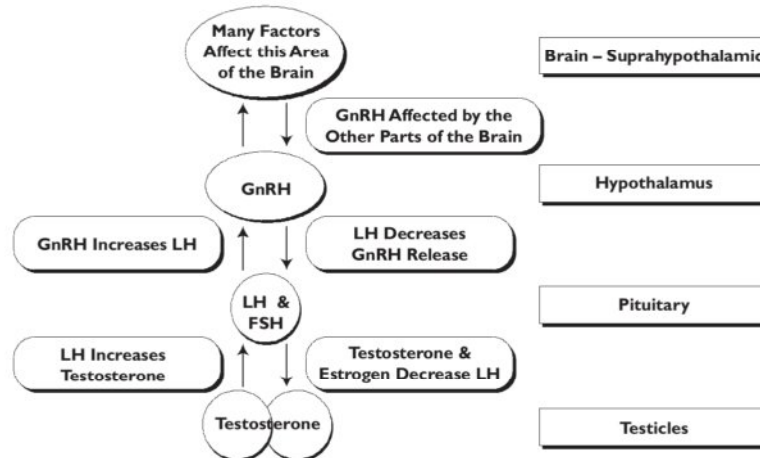 Many Factors
Affect this Area
of the Brain
Brain – Suprahypothalamic
GnRH Affected by the
Other Parts of the Brain
GnRH
Hypothalamus
GnRH Increases LH
LH Decreases
GnRH Release
LH &
FSH
Pituitary
LH Increases
Testosterone
Testosterone &
Estrogen Decrease LH
Testosterone
Testicles